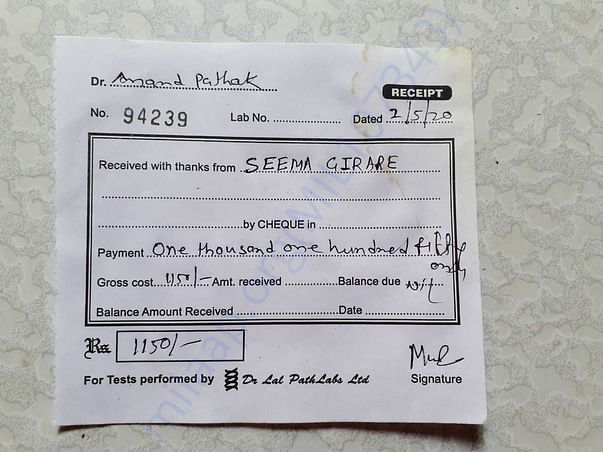 Dr. Anand Pathak
RECEIPT
No. 94239 Lab No. .................... Dated 2/5/20
Received with thanks from SEEMA GIRARE
by CHEQUE in
Payment One thousand one hundred fifty
only
Gross cost 1150/- Amt. received .............. Balance due nil
Balance Amount Received ..................... Date ................
Rs. 1150/-
For Tests performed by Dr Lal PathLabs Ltd Signature